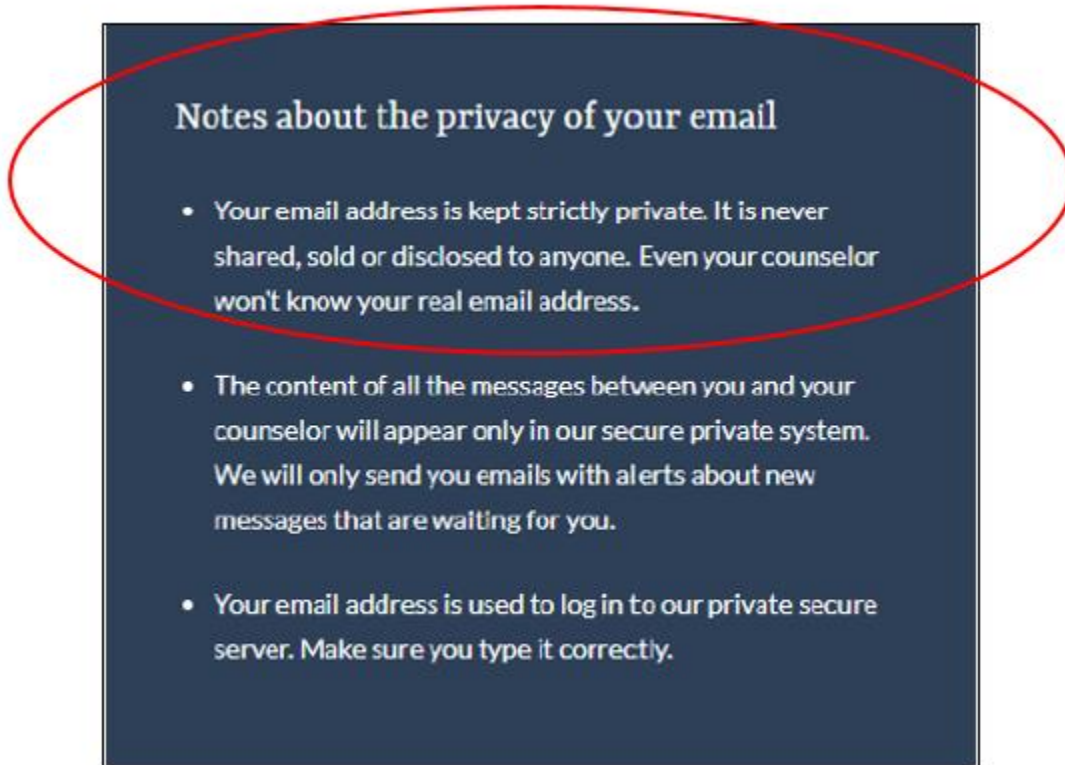 Notes about the privacy of your email
• Your email address is kept strictly private. It is never
shared, sold or disclosed to anyone. Even your counselor
won't know your real email address.
• The content of all the messages between you and your
counselor will appear only in our secure private system.
We will only send you emails with alerts about new
messages that are waiting for you.
• Your email address is used to log in to our private secure
server. Make sure you type it correctly.